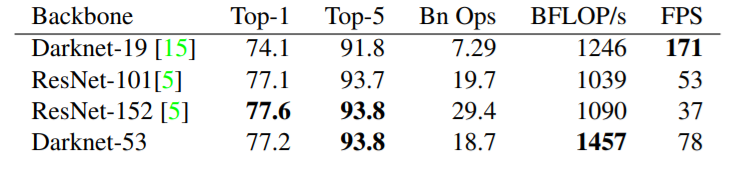 Backbone Top-1 Top-5 Bn Ops BFLOP/s FPS
Darknet-19 [15] 74.1 91.8 7.29 1246 171
ResNet-101[5] 77.1 93.7 19.7 1039 53
ResNet-152 [5] 77.6 93.8 29.4 1090 37
Darknet-53 77.2 93.8 18.7 1457 78